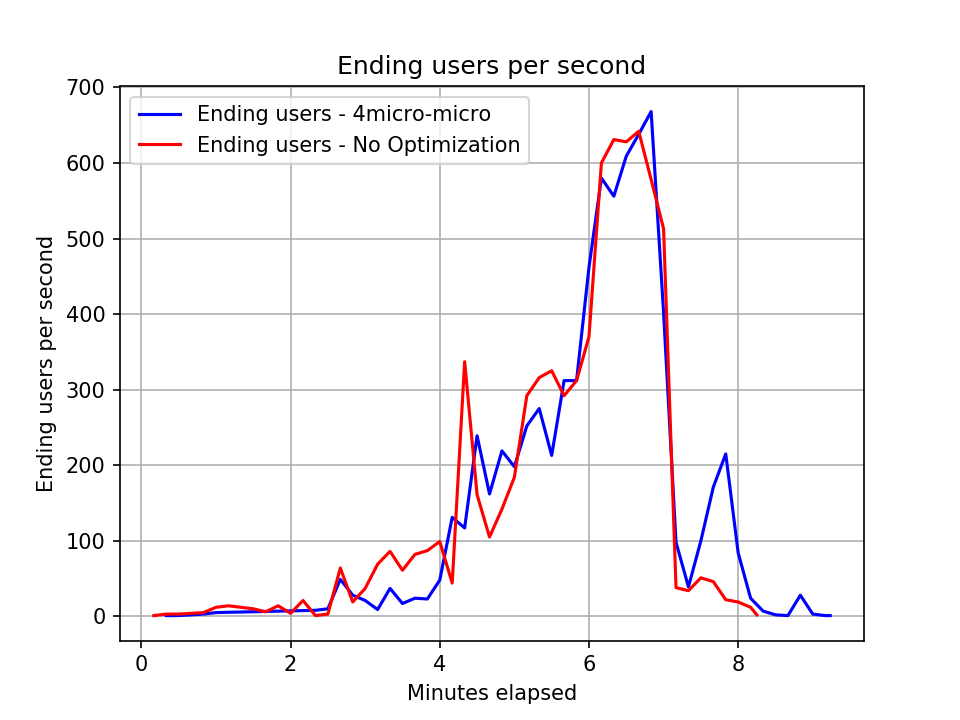 Ending users per second
Ending users - 4micro-micro
Ending users - No Optimization
Ending users per second
700
600
500
400
300
200
100
0
0 2 4 6 8
Minutes elapsed